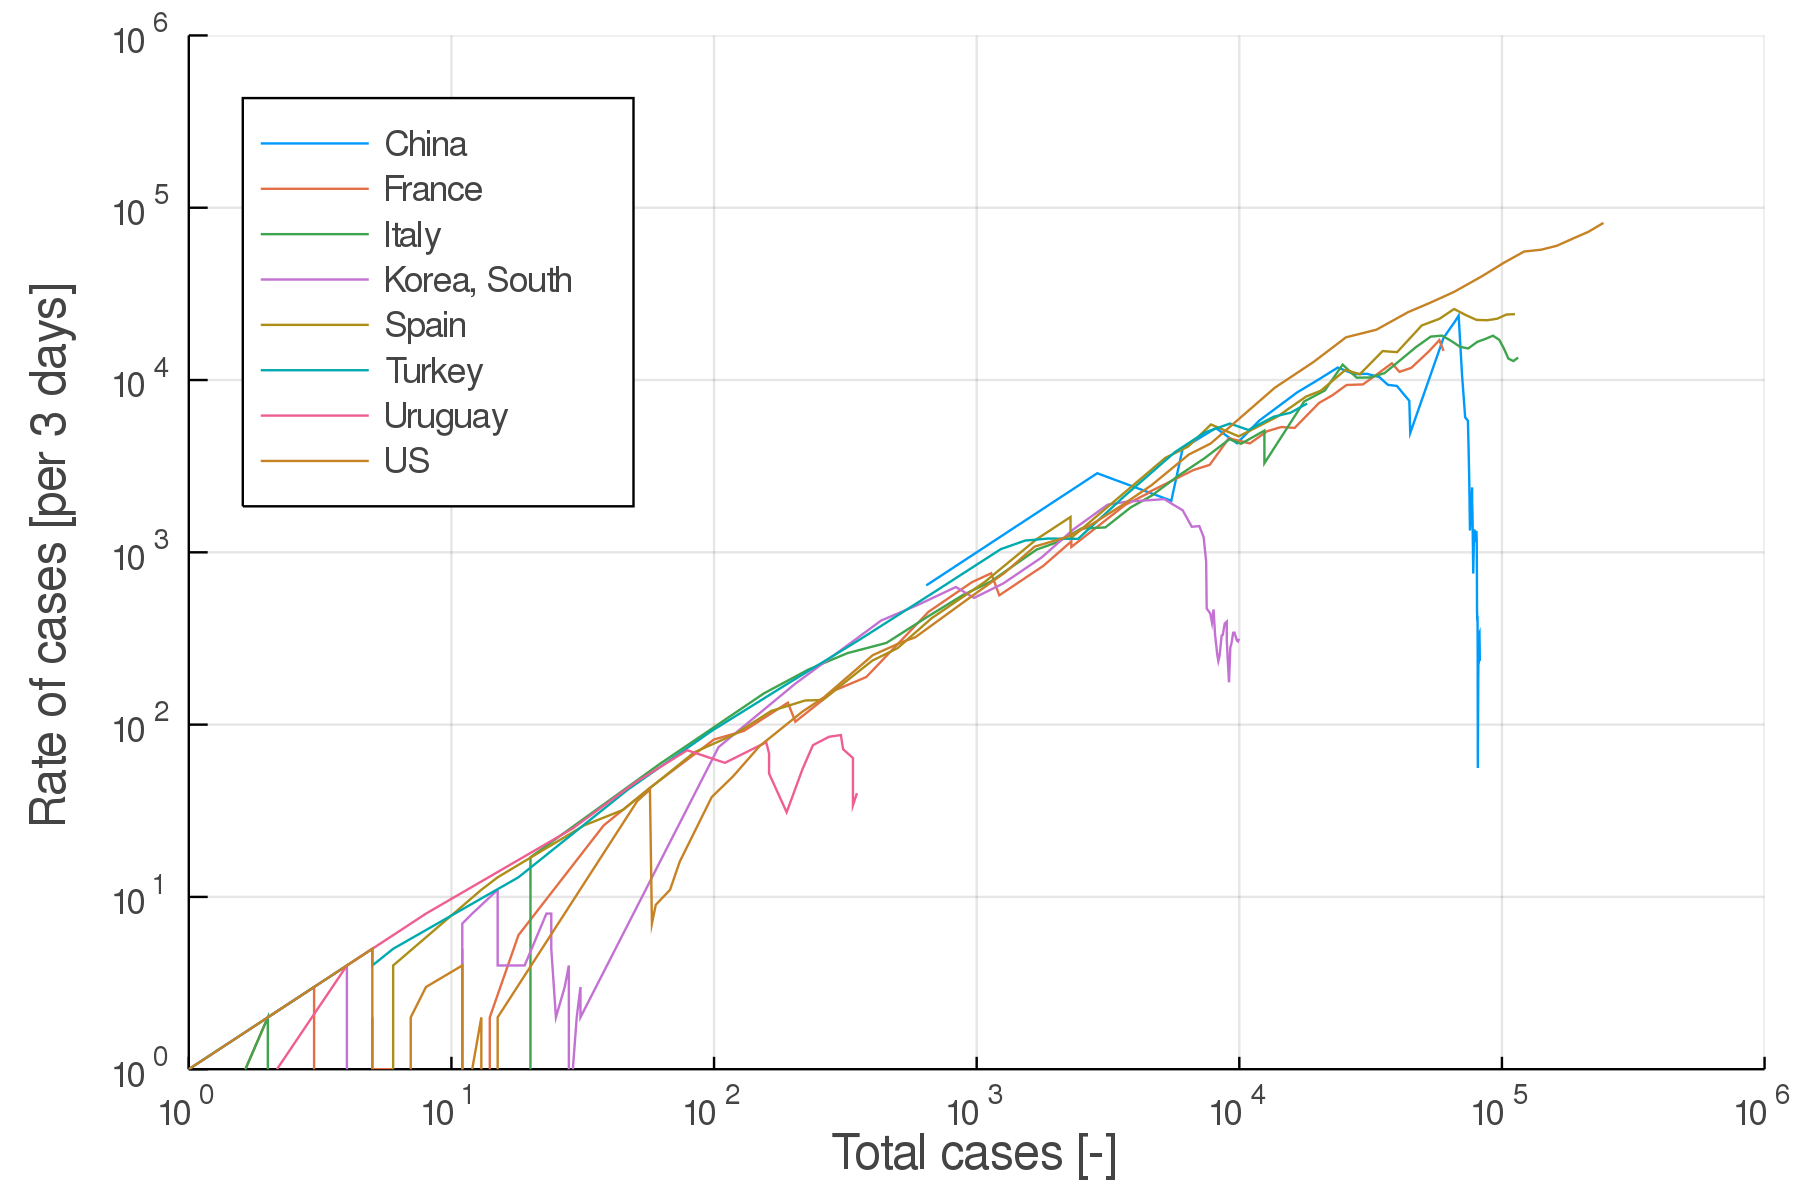 10^6
10^5
10^4
10^3
10^2
10^1
10^0
Rate of cases [per 3 days]
China
France
Italy
Korea, South
Spain
Turkey
Uruguay
US
10^0 10^1 10^2 10^3 10^4 10^5 10^6
Total cases [-]